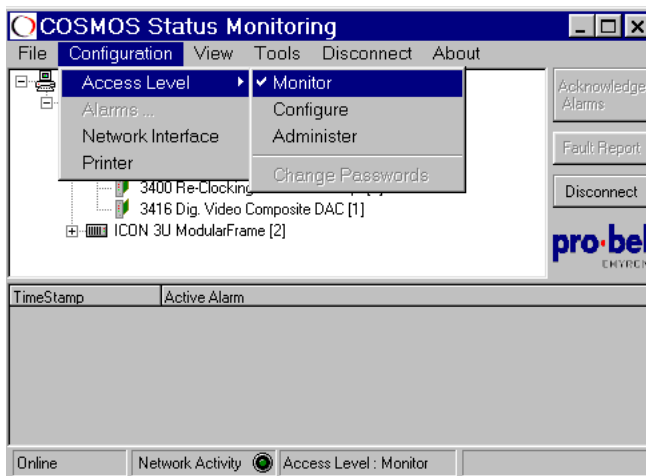 COSMOS Status Monitoring
File Configuration View Tools Disconnect About
Access Level
Alarms ...
Network Interface
Printer
Monitor
Configure
Administer
Change Passwords
3400 Re-Clocking
3416 Dig. Video Composite DAC [1]
ICON 3U ModularFrame [2]
Acknowledge
Alarms
Fault Report
Disconnect
pro·bel
CHYRON
TimeStamp Active Alarm
Online Network Activity Access Level : Monitor